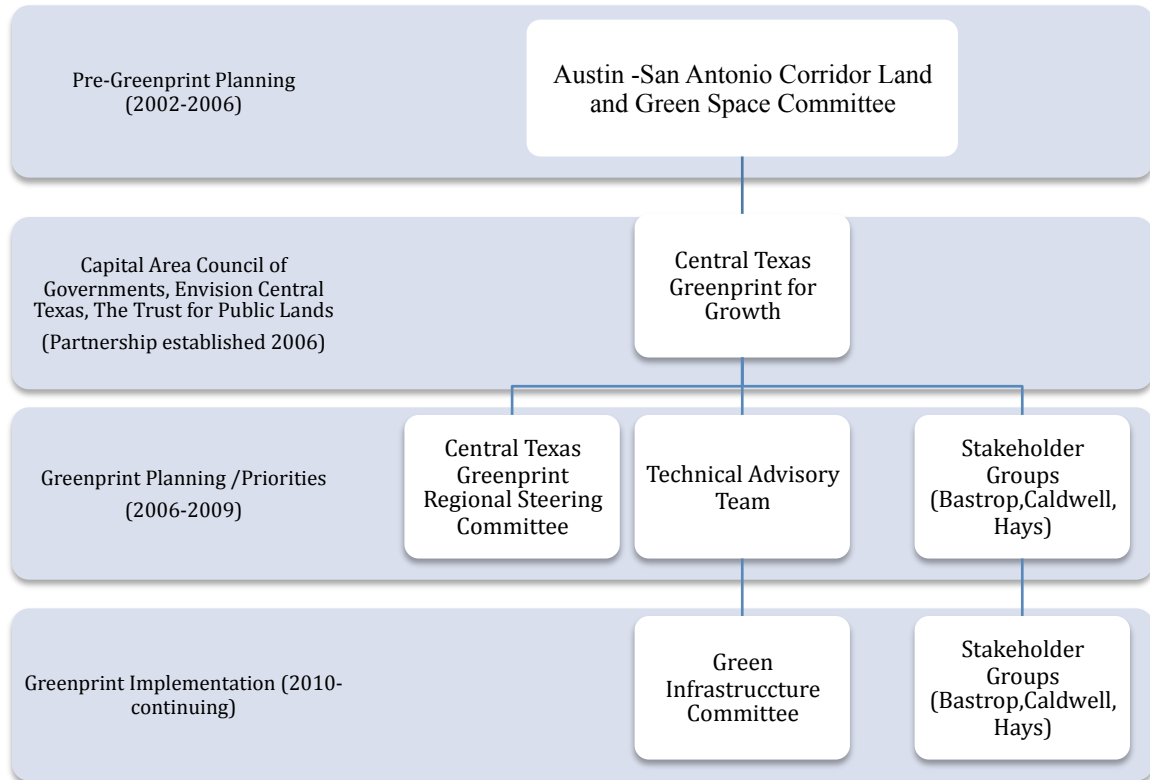 Pre-Greenprint Planning
(2002-2006)
Austin -San Antonio Corridor Land
and Green Space Committee
Capital Area Council of
Governments, Envision Central
Texas, The Trust for Public Lands
(Partnership established 2006)
Central Texas
Greenprint for
Growth
Greenprint Planning /Priorities
(2006-2009)
Central Texas
Greenprint
Regional Steering
Committee
Technical Advisory
Team
Stakeholder
Groups
(Bastrop,Caldwell,
Hays)
Greenprint Implementation (2010-
continuing)
Green
Infrastruccture
Committee
Stakeholder
Groups
(Bastrop,Caldwell,
Hays)